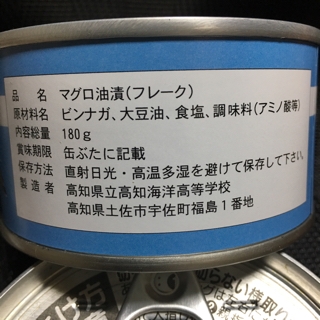 品名 マグロ油漬(フレーク)
原材料名 ビンナガ、大豆油、食塩、調味料(アミノ酸等)
内容総量 180g
賞味期限 缶ぶたに記載
保存方法 直射日光・高温多湿を避けて保存して下さい。
製造者 高知県立高知海洋高等学校
高知県土佐市宇佐町福島1番地